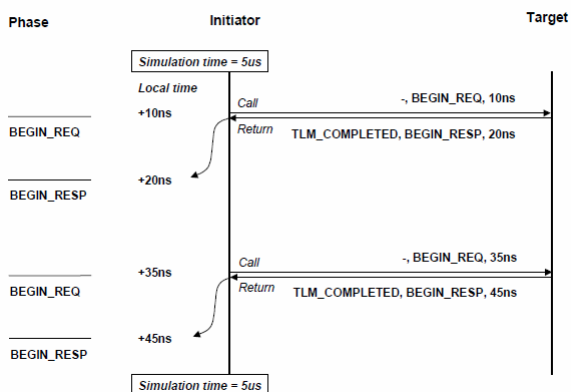 Phase Initiator Target
Simulation time = 5us
Local time
+10ns Call -, BEGIN_REQ, 10ns
BEGIN_REQ Return TLM_COMPLETED, BEGIN_RESP, 20ns
+20ns
BEGIN_RESP
+35ns Call -, BEGIN_REQ, 35ns
BEGIN_REQ Return TLM_COMPLETED, BEGIN_RESP, 45ns
+45ns
BEGIN_RESP
Simulation time = 5us